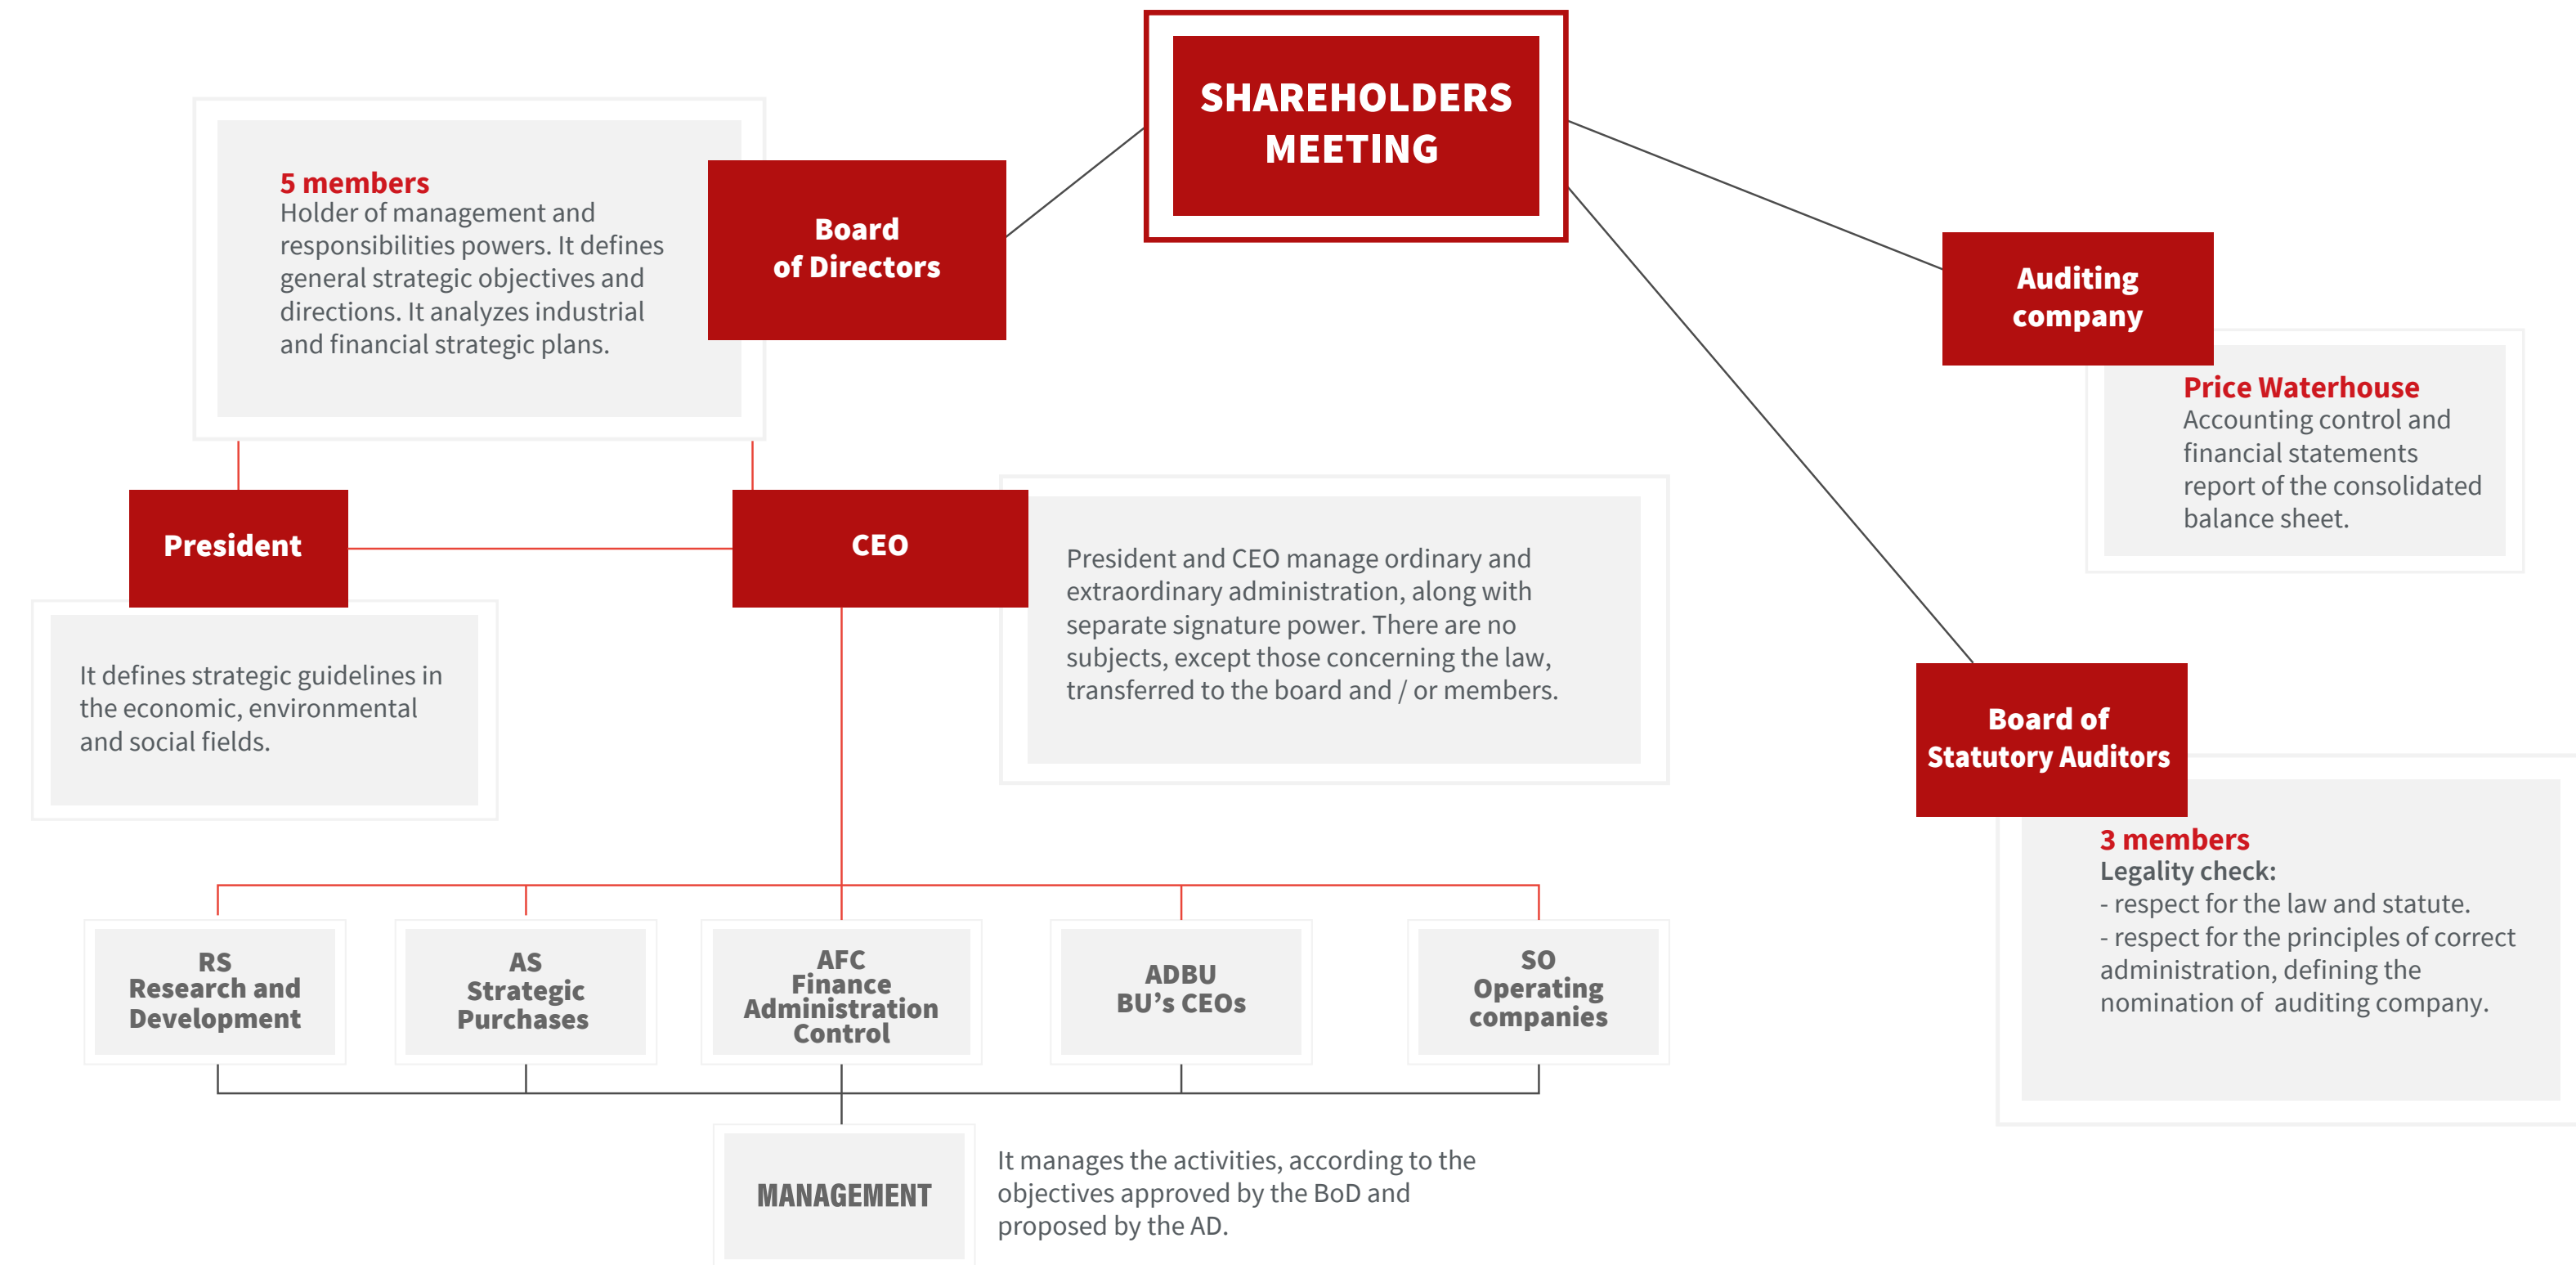 SHAREHOLDERS
MEETING
5 members
Holder of management and
responsibilities powers. It defines
general strategic objectives and
directions. It analyzes industrial
and financial strategic plans.
Board
of Directors
Auditing
company
Price Waterhouse
Accounting control and
financial statements
report of the consolidated
balance sheet.
President
CEO
President and CEO manage ordinary and
extraordinary administration, along with
separate signature power. There are no
subjects, except those concerning the law,
transferred to the board and / or members.
It defines strategic guidelines in
the economic, environmental
and social fields.
Board of
Statutory Auditors
3 members
Legality check:
- respect for the law and statute.
- respect for the principles of correct
administration, defining the
nomination of  auditing company.
RS
Research and
Development
AS
Strategic
Purchases
AFC
Finance
Administration
Control
ADBU
BU’s CEOs
SO
Operating
companies
MANAGEMENT
It manages the activities, according to the
objectives approved by the BoD and
proposed by the AD.